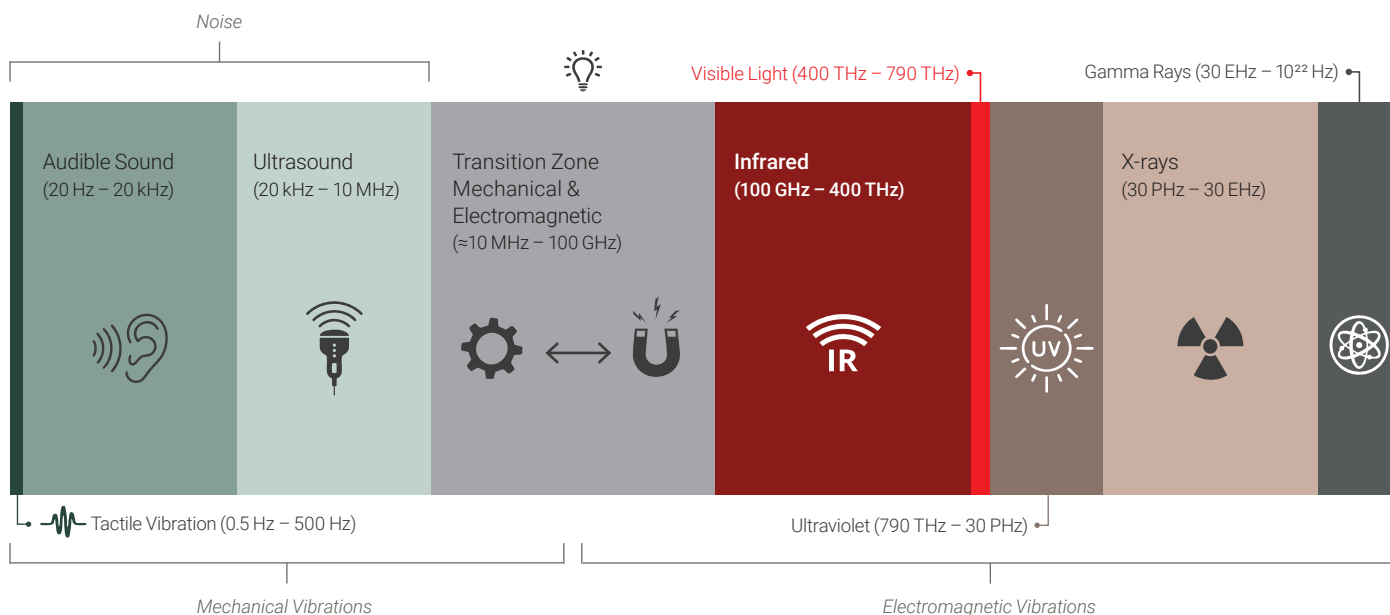 Noise
Visible Light (400 THz – 790 THz)
Gamma Rays (30 EHz – 10²² Hz)
Audible Sound
(20 Hz – 20 kHz)
Ultrasound
(20 kHz – 10 MHz)
Transition Zone
Mechanical &
Electromagnetic
(≈10 MHz – 100 GHz)
Infrared
(100 GHz – 400 THz)
X-rays
(30 PHz – 30 EHz)
IR
UV
Tactile Vibration (0.5 Hz – 500 Hz)
Ultraviolet (790 THz – 30 PHz)
Mechanical Vibrations
Electromagnetic Vibrations